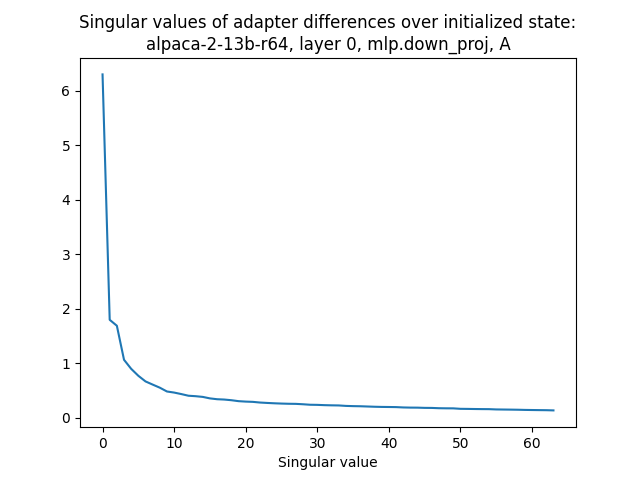 Singular values of adapter differences over initialized state:
alpaca-2-13b-r64, layer 0, mlp.down_proj, A
6
5
4
3
2
1
0
0 10 20 30 40 50 60
Singular value